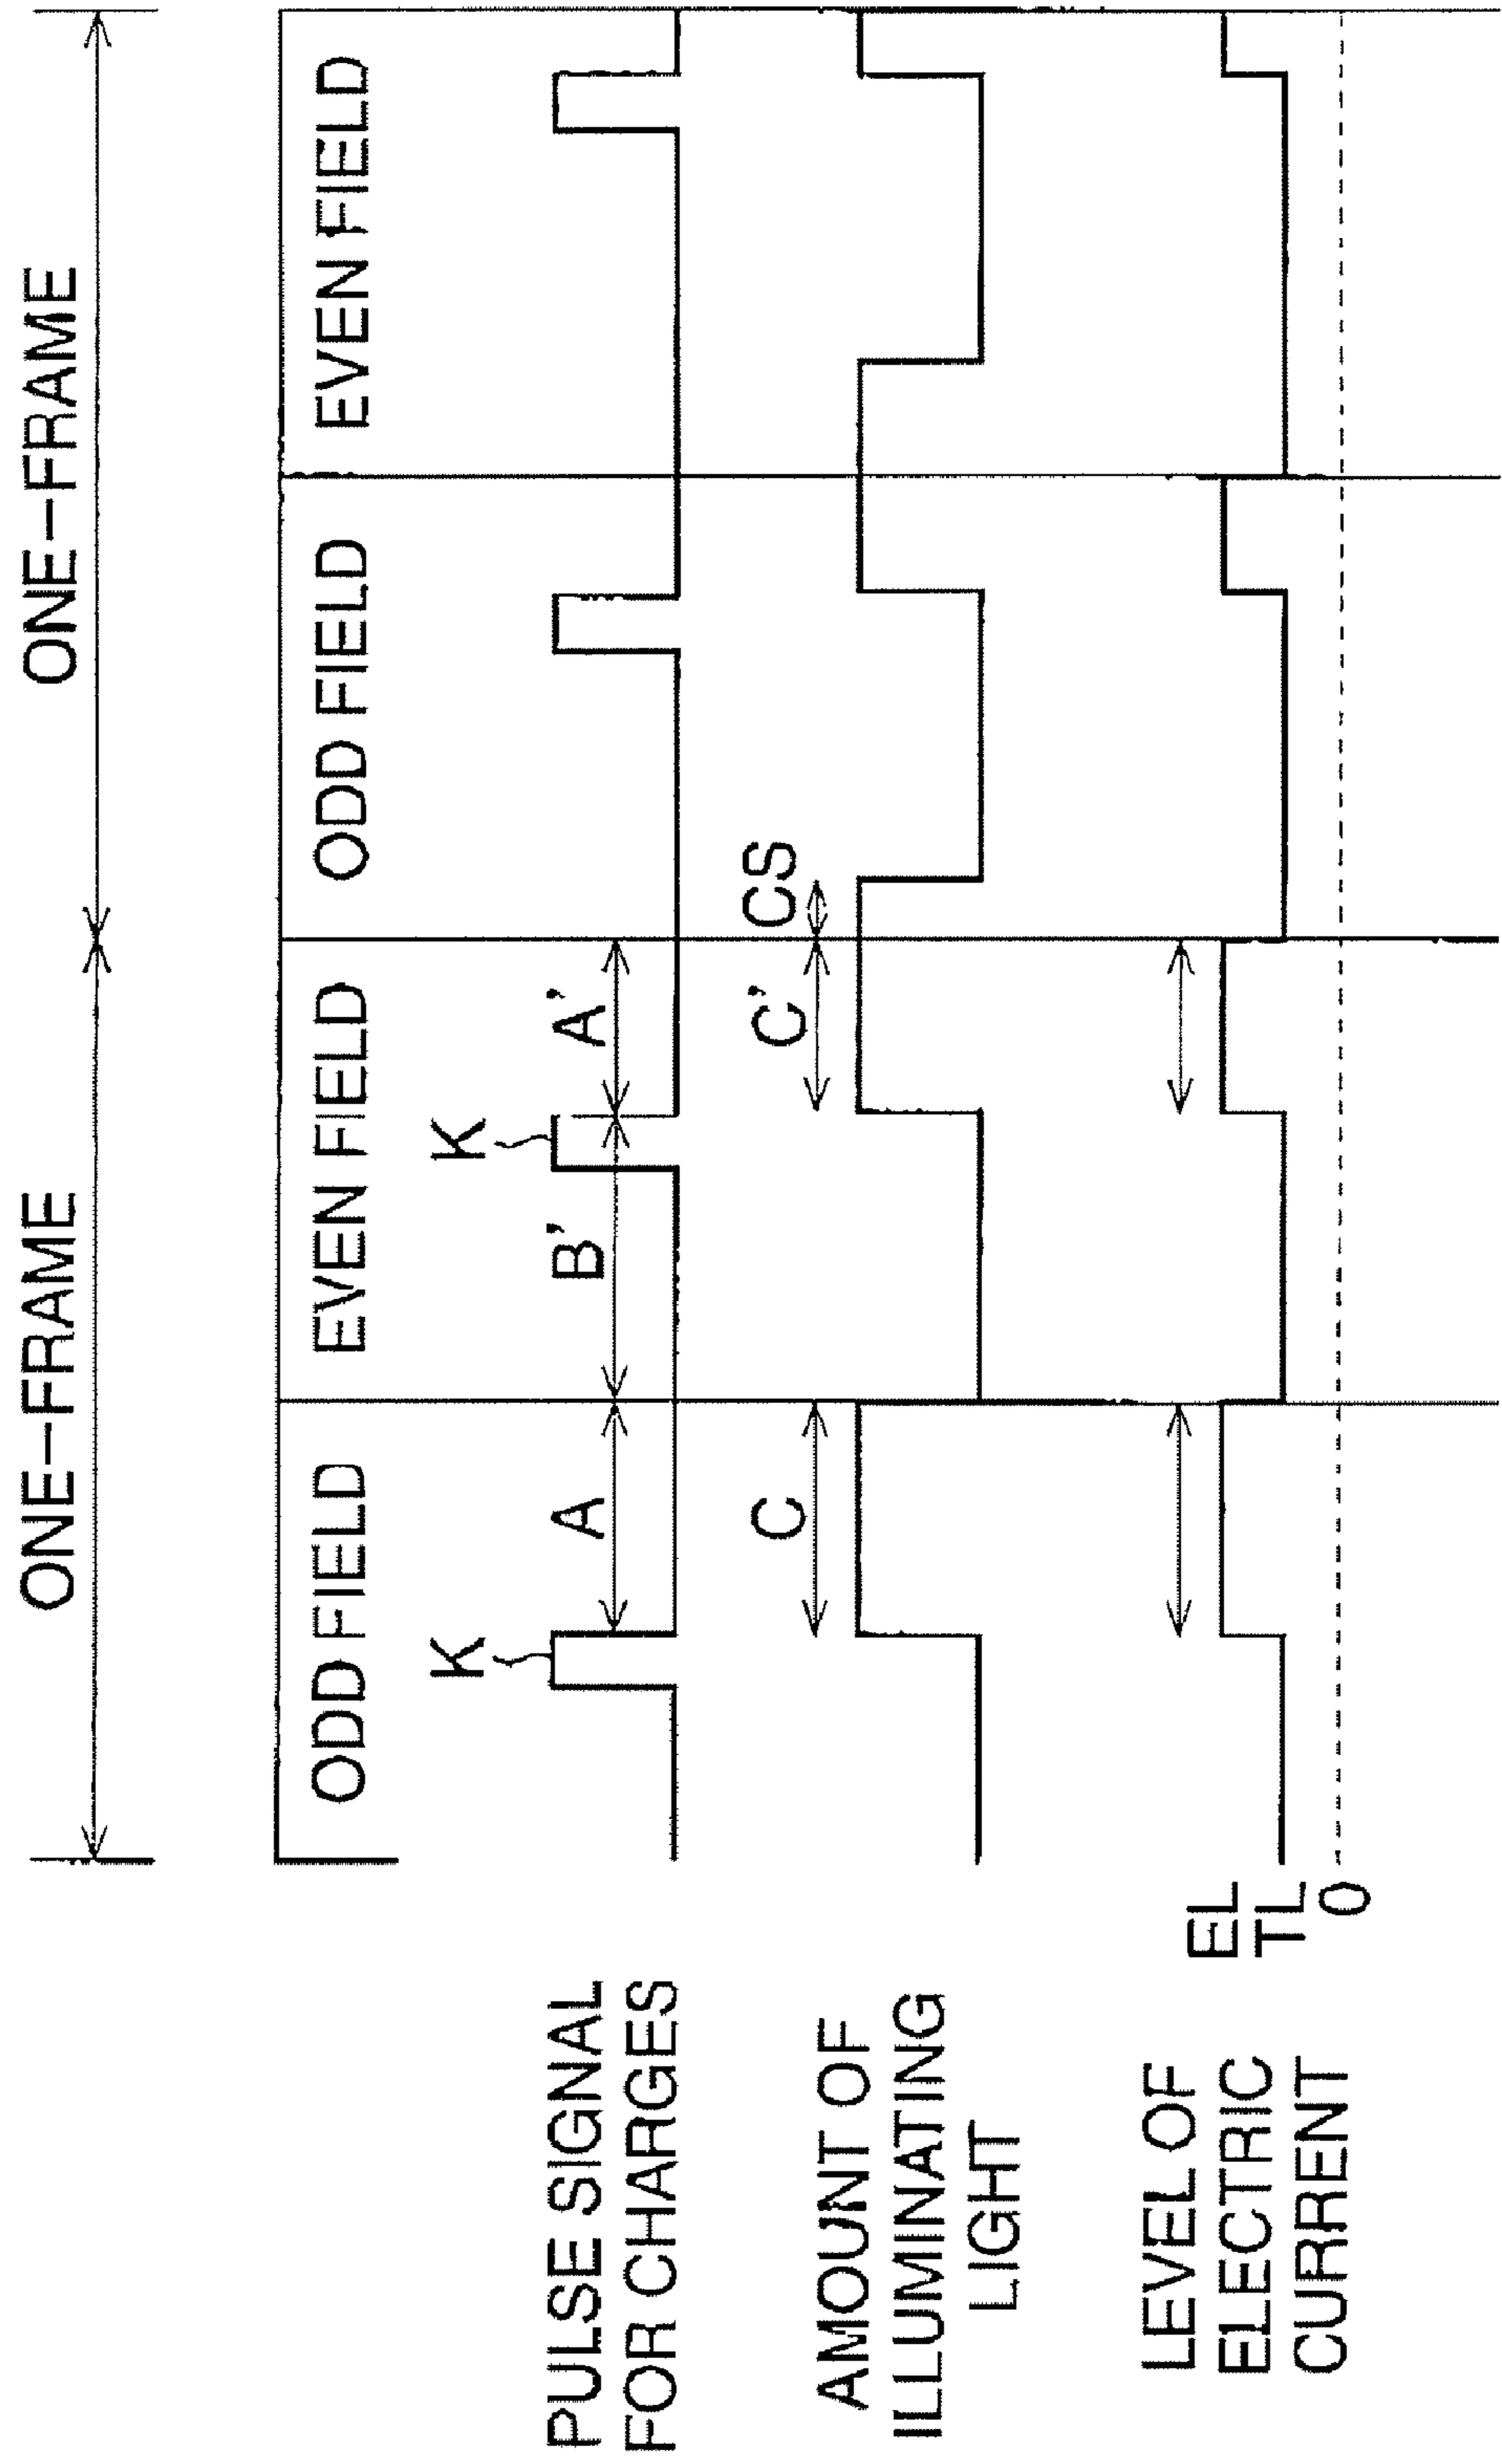 ONE-FRAME
ONE-FRAME
ODD FIELD
EVEN FIELD
ODD FIELD
EVEN FIELD
K
K
PULSE SIGNAL
FOR CHARGES
A
B'
A'
C
C'
CS
AMOUNT OF
ILLUMINATING
LIGHT
LEVEL OF
ELECTRIC
CURRENT
EL
TL
0